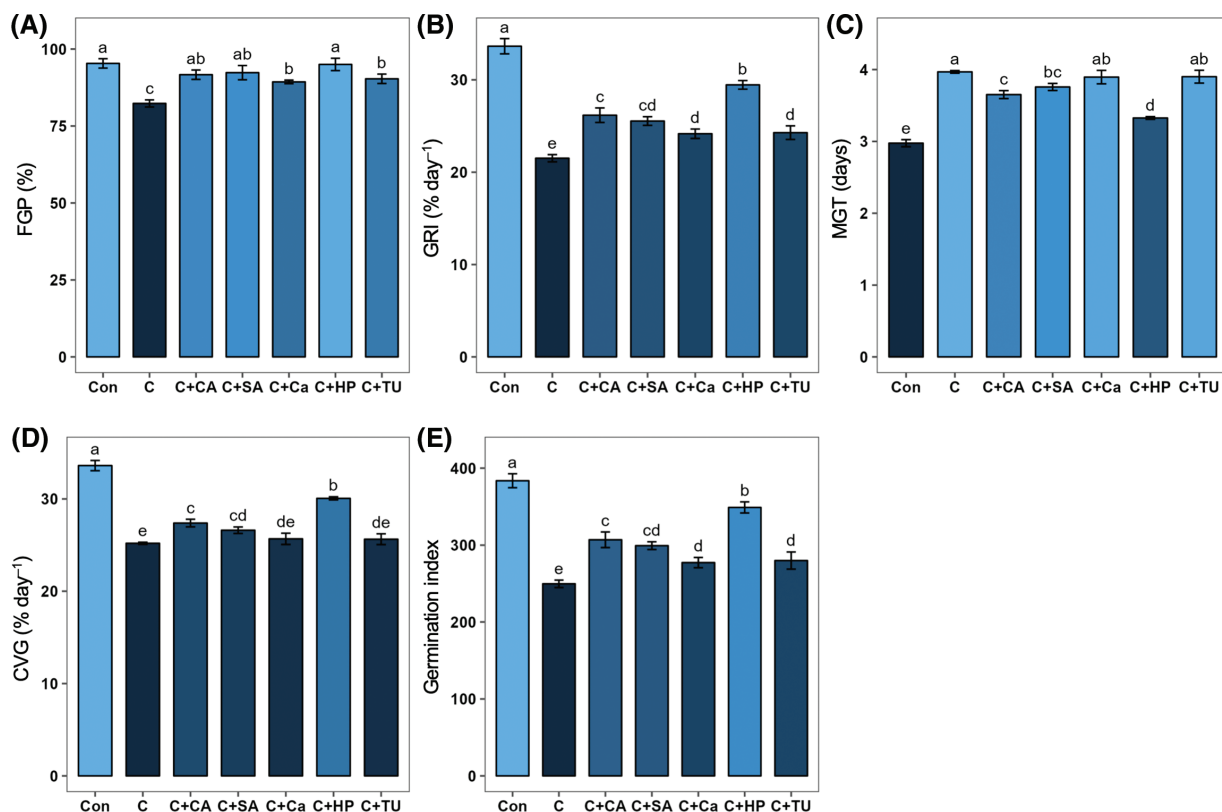 (A)
FGP (%)
100
75
50
25
0
a
c
ab
ab
b
a
b
Con C C+CA C+SA C+Ca C+HP C+TU
(B)
GRI (% day⁻¹)
30
20
10
0
a
e
c
cd
d
b
d
Con C C+CA C+SA C+Ca C+HP C+TU
(C)
MGT (days)
4
3
2
1
0
e
a
c
bc
ab
d
ab
Con C C+CA C+SA C+Ca C+HP C+TU
(D)
CVG (% day⁻¹)
30
20
10
0
a
e
c
cd
de
b
de
Con C C+CA C+SA C+Ca C+HP C+TU
(E)
Germination index
400
300
200
100
0
a
e
c
cd
d
b
d
Con C C+CA C+SA C+Ca C+HP C+TU